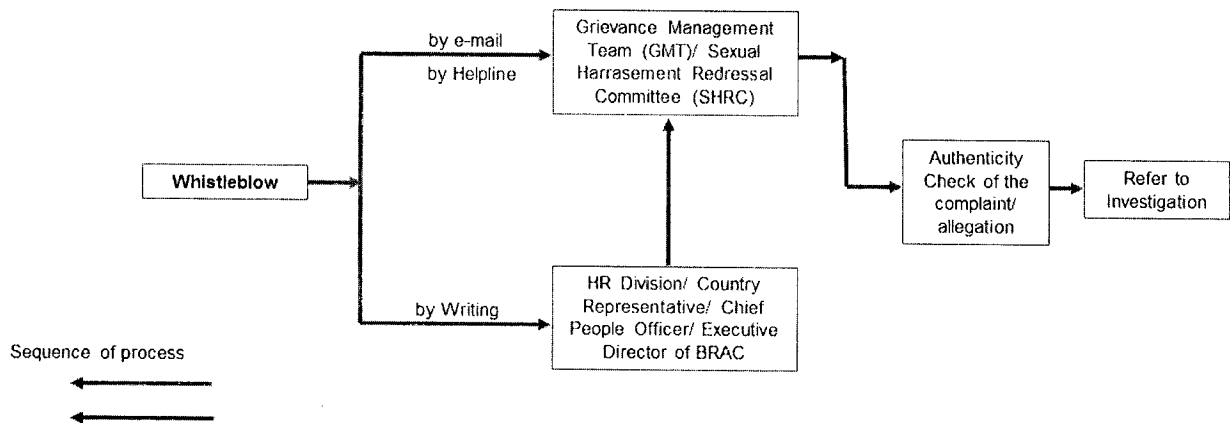 by e-mail
by Helpline
Grievance Management
Team (GMT)/ Sexual
Harrasement Redressal
Committee (SHRC)
Whistleblow
Authenticity
Check of the
complaint/
allegation
Refer to
Investigation
by Writing
HR Division/ Country
Representative/ Chief
People Officer/ Executive
Director of BRAC
Sequence of process